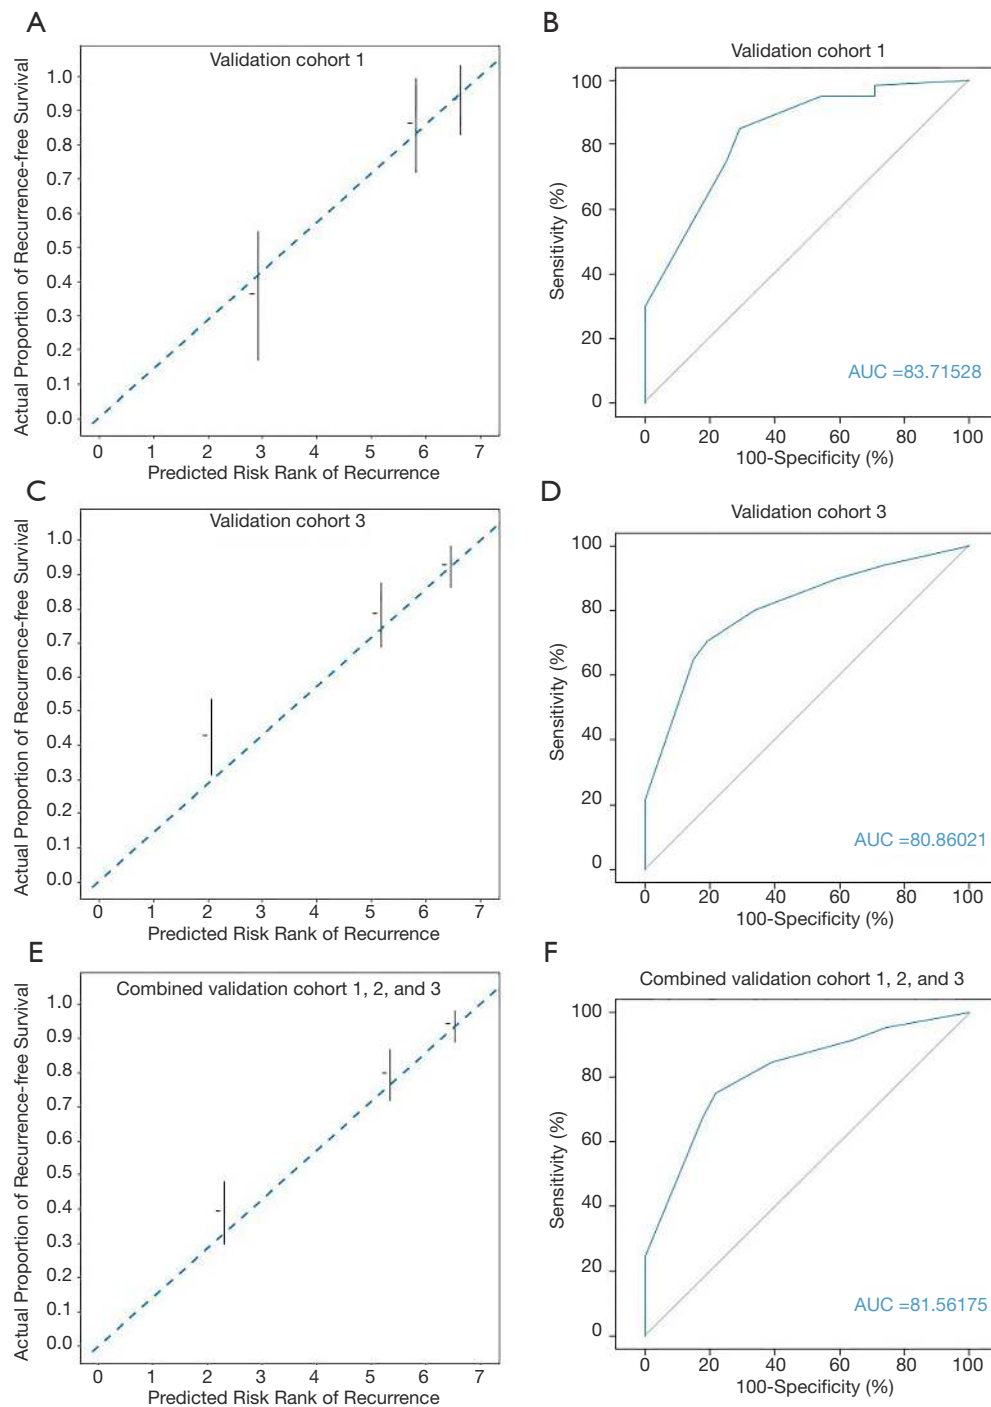 A
Validation cohort 1
Actual Proportion of Recurrence-free Survival
1.0
0.9
0.8
0.7
0.6
0.5
0.4
0.3
0.2
0.1
0.0
0 1 2 3 4 5 6 7
Predicted Risk Rank of Recurrence
B
Validation cohort 1
Sensitivity (%)
100
80
60
40
20
0
AUC =83.71528
0 20 40 60 80 100
100-Specificity (%)
C
Validation cohort 3
Actual Proportion of Recurrence-free Survival
1.0
0.9
0.8
0.7
0.6
0.5
0.4
0.3
0.2
0.1
0.0
0 1 2 3 4 5 6 7
Predicted Risk Rank of Recurrence
D
Validation cohort 3
Sensitivity (%)
100
80
60
40
20
0
AUC =80.86021
0 20 40 60 80 100
100-Specificity (%)
E
Combined validation cohort 1, 2, and 3
Actual Proportion of Recurrence-free Survival
1.0
0.9
0.8
0.7
0.6
0.5
0.4
0.3
0.2
0.1
0.0
0 1 2 3 4 5 6 7
Predicted Risk Rank of Recurrence
F
Combined validation cohort 1, 2, and 3
Sensitivity (%)
100
80
60
40
20
0
AUC =81.56175
0 20 40 60 80 100
100-Specificity (%)